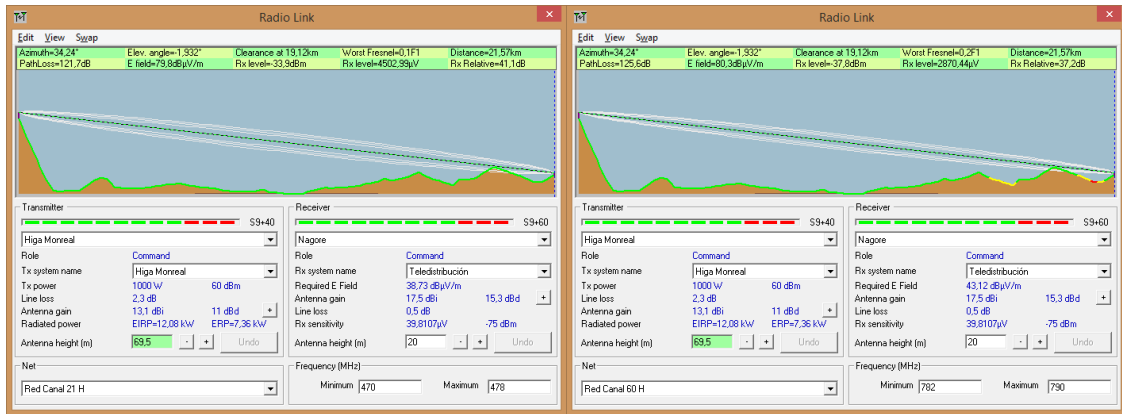 Radio Link
Edit View Swap
Azimuth=34,24° Elev. angle=-1,932° Clearance at 19,12km Worst Fresnel=0,1F1 Distance=21,57km
PathLoss=121,7dB E field=79,8dBµV/m Rx level=-33,9dBm Rx level=4502,99µV Rx Relative=41,1dB
Transmitter
S9+40
Higa Monreal
Role Command
Tx system name Higa Monreal
Tx power 1000 W 60 dBm
Line loss 2,3 dB
Antenna gain 13,1 dBi 11 dBd +
Radiated power EIRP=12,08 kW ERP=7,36 kW
Antenna height (m) 69,5 - + Undo
Net
Red Canal 21 H
Receiver
S9+60
Nagore
Role Command
Rx system name Teledistribución
Required E Field 38,73 dBµV/m
Antenna gain 17,5 dBi 15,3 dBd +
Line loss 0,5 dB
Rx sensitivity 39,8107µV -75 dBm
Antenna height (m) 20 - + Undo
Frequency (MHz)
Minimum 470 Maximum 478
Radio Link
Edit View Swap
Azimuth=34,24° Elev. angle=-1,932° Clearance at 19,12km Worst Fresnel=0,2F1 Distance=21,57km
PathLoss=125,6dB E field=80,3dBµV/m Rx level=-37,8dBm Rx level=2870,44µV Rx Relative=37,2dB
Transmitter
S9+40
Higa Monreal
Role Command
Tx system name Higa Monreal
Tx power 1000 W 60 dBm
Line loss 2,3 dB
Antenna gain 13,1 dBi 11 dBd +
Radiated power EIRP=12,08 kW ERP=7,36 kW
Antenna height (m) 69,5 - + Undo
Net
Red Canal 60 H
Receiver
S9+60
Nagore
Role Command
Rx system name Teledistribución
Required E Field 43,12 dBµV/m
Antenna gain 17,5 dBi 15,3 dBd +
Line loss 0,5 dB
Rx sensitivity 39,8107µV -75 dBm
Antenna height (m) 20 - + Undo
Frequency (MHz)
Minimum 782 Maximum 790